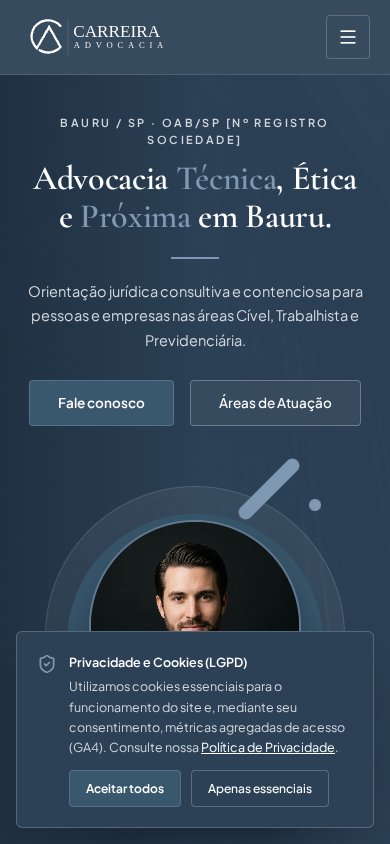 CARREIRA
ADVOCACIA
BAURU / SP · OAB/SP [Nº REGISTRO
SOCIEDADE]
Advocacia Técnica, Ética
e Próxima em Bauru.
Orientação jurídica consultiva e contenciosa para
pessoas e empresas nas áreas Cível, Trabalhista e
Previdenciária.
Fale conosco
Áreas de Atuação
Privacidade e Cookies (LGPD)
Utilizamos cookies essenciais para o
funcionamento do site e, mediante seu
consentimento, métricas agregadas de acesso
(GA4). Consulte nossa Política de Privacidade.
Aceitar todos
Apenas essenciais